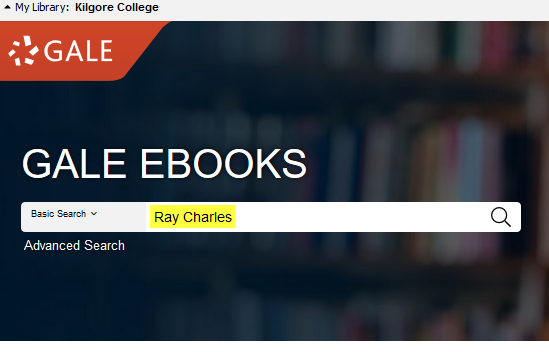 My Library: Kilgore College
GALE
GALE EBOOKS
Basic Search Ray Charles
Advanced Search